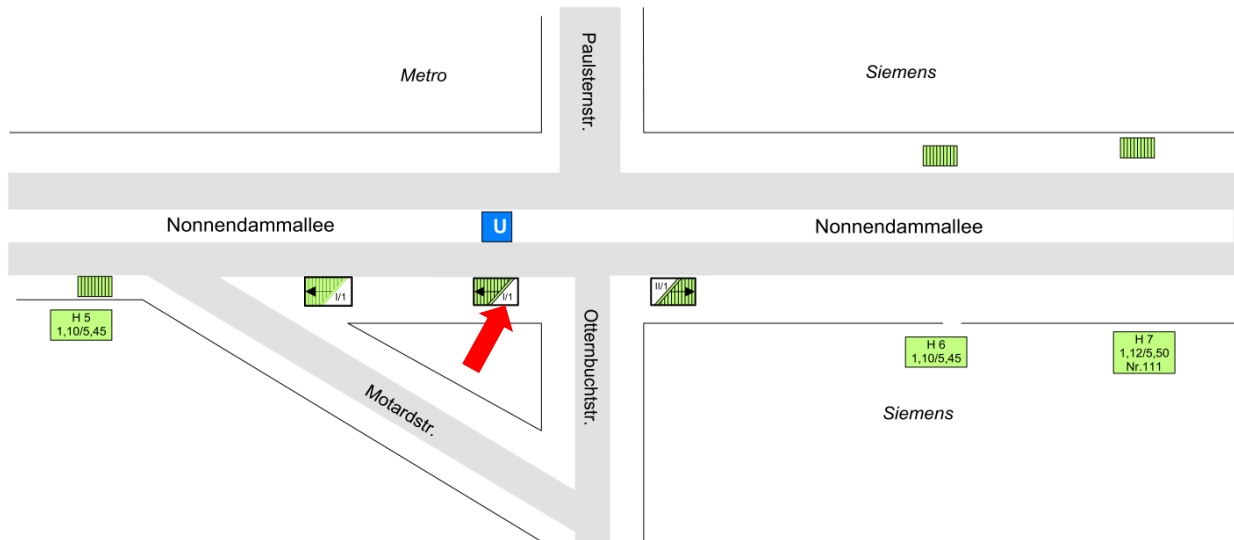 Paulsternstr.
Metro
Siemens
Nonnendammallee
U
Nonnendammallee
I/1
I/1
II/1
H 5
1,10/5,45
Otternbuchtstr.
H 6
1,10/5,45
H 7
1,12/5,50
Nr.111
Motardstr.
Siemens